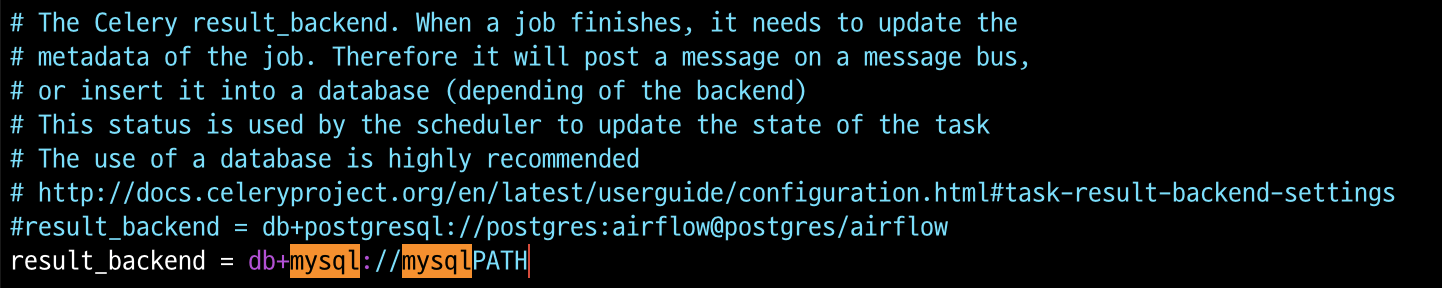 # The Celery result_backend. When a job finishes, it needs to update the
# metadata of the job. Therefore it will post a message on a message bus,
# or insert it into a database (depending of the backend)
# This status is used by the scheduler to update the state of the task
# The use of a database is highly recommended
# http://docs.celeryproject.org/en/latest/userguide/configuration.html#task-result-backend-settings
#result_backend = db+postgresql://postgres:airflow@postgres/airflow
result_backend = db+mysql://mysqlPATH